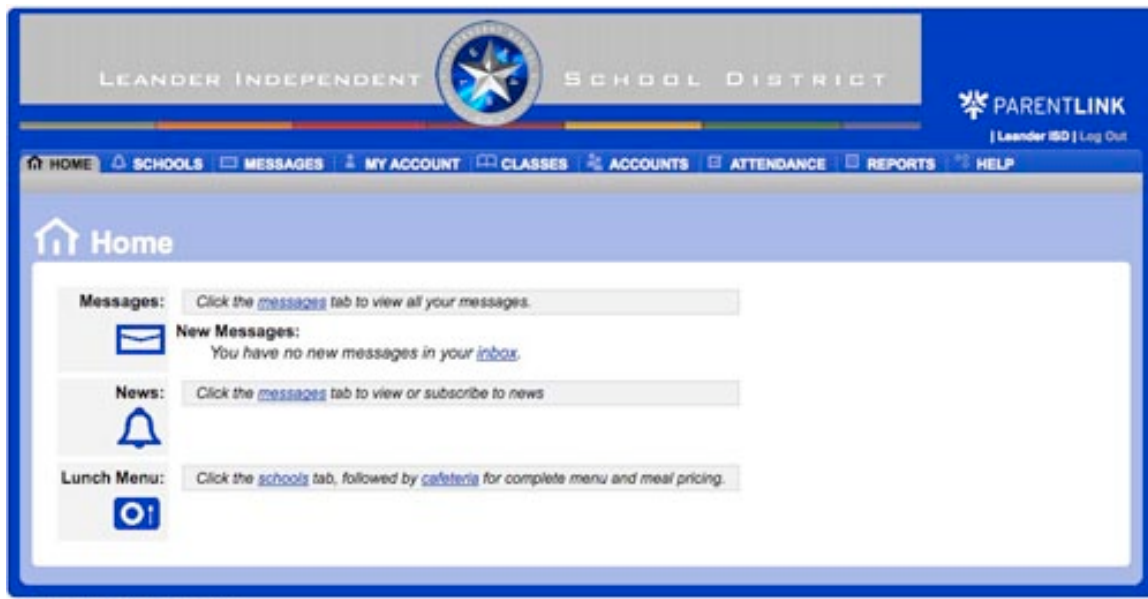 LEANDER INDEPENDENT SCHOOL DISTRICT
PARENTLINK
| Leander ISD | Log Out
HOME SCHOOLS MESSAGES MY ACCOUNT CLASSES ACCOUNTS ATTENDANCE REPORTS HELP
Home
Messages: Click the messages tab to view all your messages.
New Messages:
You have no new messages in your inbox.
News: Click the messages tab to view or subscribe to news
Lunch Menu: Click the schools tab, followed by cafeteria for complete menu and meal pricing.